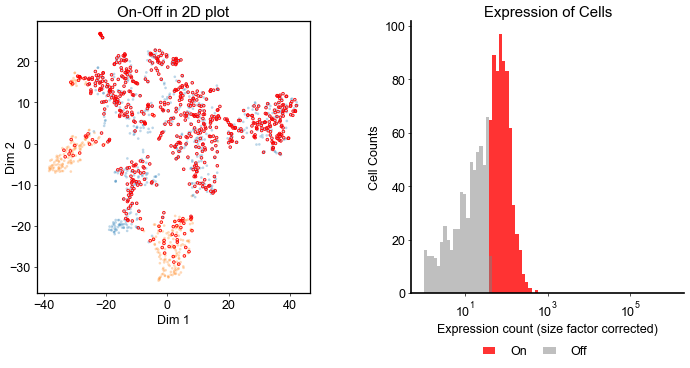 On-Off in 2D plot
20
10
0
−10
−20
−30
Dim 2
−40
−20
0
20
40
Dim 1
Expression of Cells
100
80
60
40
20
0
Cell Counts
10^1
10^3
10^5
Expression count (size factor corrected)
On
Off